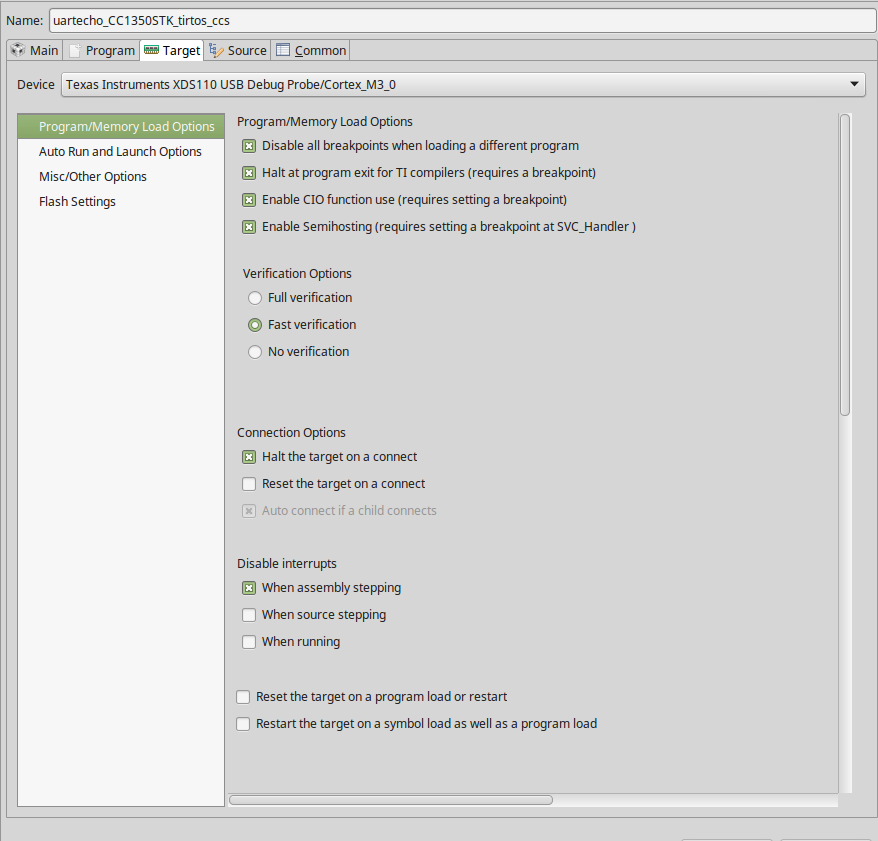 Name: uartecho_CC1350STK_tirtos_ccs
Main Program Target Source Common
Device Texas Instruments XDS110 USB Debug Probe/Cortex_M3_0
Program/Memory Load Options
Auto Run and Launch Options
Misc/Other Options
Flash Settings
Program/Memory Load Options
Disable all breakpoints when loading a different program
Halt at program exit for TI compilers (requires a breakpoint)
Enable CIO function use (requires setting a breakpoint)
Enable Semihosting (requires setting a breakpoint at SVC_Handler )
Verification Options
Full verification
Fast verification
No verification
Connection Options
Halt the target on a connect
Reset the target on a connect
Auto connect if a child connects
Disable interrupts
When assembly stepping
When source stepping
When running
Reset the target on a program load or restart
Restart the target on a symbol load as well as a program load